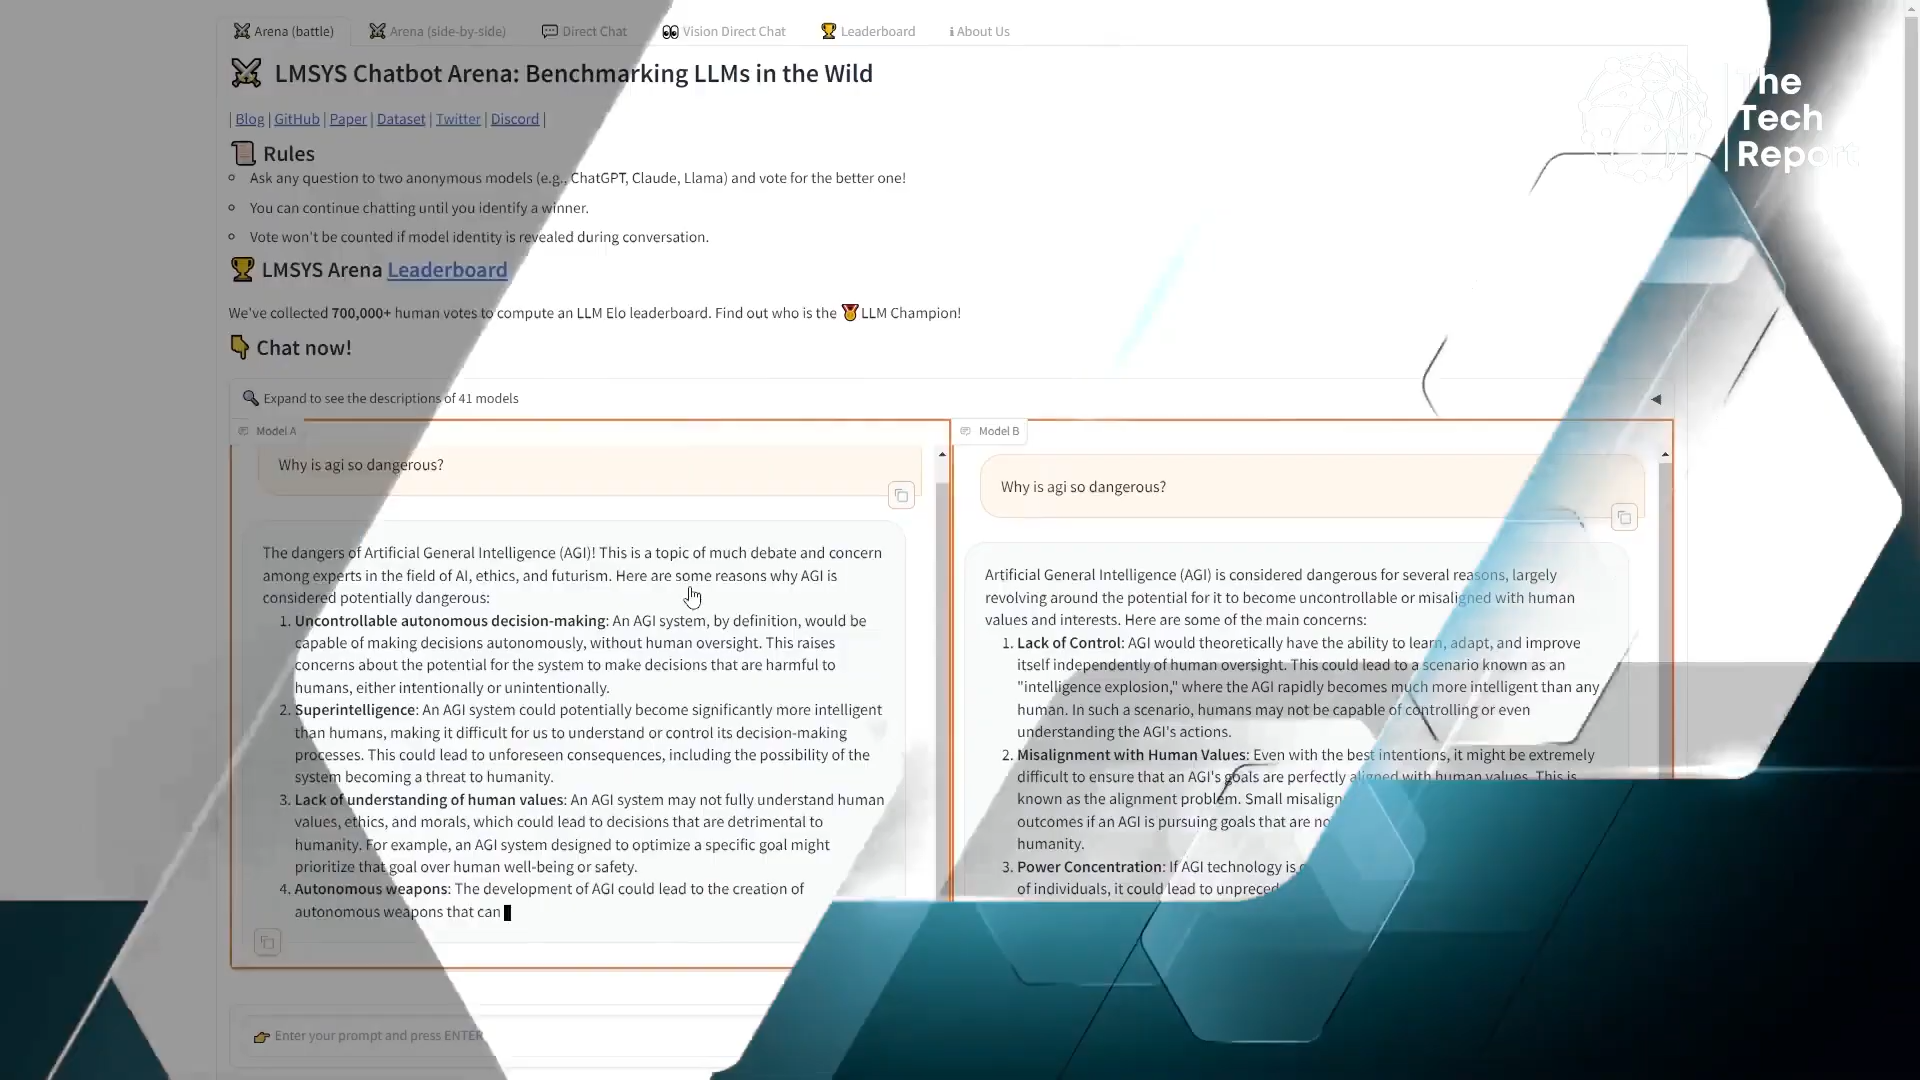 Arena (battle)
Arena (side-by-side)
Direct Chat
Vision Direct Chat
Leaderboard
About Us
LMSYS Chatbot Arena: Benchmarking LLMs in the Wild
The
Tech
Report
| Blog | GitHub | Paper | Dataset | Twitter | Discord |
Rules
Ask any question to two anonymous models (e.g., ChatGPT, Claude, Llama) and vote for the better one!
You can continue chatting until you identify a winner.
Vote won't be counted if model identity is revealed during conversation.
LMSYS Arena Leaderboard
We've collected 700,000+ human votes to compute an LLM Elo leaderboard. Find out who is the LLM Champion!
Chat now!
Expand to see the descriptions of 41 models
Model A
Why is agi so dangerous?
The dangers of Artificial General Intelligence (AGI)! This is a topic of much debate and concern
among experts in the field of AI, ethics, and futurism. Here are some reasons why AGI is
considered potentially dangerous:
1. Uncontrollable autonomous decision-making: An AGI system, by definition, would be
capable of making decisions autonomously, without human oversight. This raises
concerns about the potential for the system to make decisions that are harmful to
humans, either intentionally or unintentionally.
2. Superintelligence: An AGI system could potentially become significantly more intelligent
than humans, making it difficult for us to understand or control its decision-making
processes. This could lead to unforeseen consequences, including the possibility of the
system becoming a threat to humanity.
3. Lack of understanding of human values: An AGI system may not fully understand human
values, ethics, and morals, which could lead to decisions that are detrimental to
humanity. For example, an AGI system designed to optimize a specific goal might
prioritize that goal over human well-being or safety.
4. Autonomous weapons: The development of AGI could lead to the creation of
autonomous weapons that can
Model B
Why is agi so dangerous?
Artificial General Intelligence (AGI) is considered dangerous for several reasons, largely
revolving around the potential for it to become uncontrollable or misaligned with human
values and interests. Here are some of the main concerns:
1. Lack of Control: AGI would theoretically have the ability to learn, adapt, and improve
itself independently of human oversight. This could lead to a scenario known as an
"intelligence explosion," where the AGI rapidly becomes much more intelligent than any
human. In such a scenario, humans may not be capable of controlling or even
understanding the AGI's actions.
2. Misalignment with Human Values: Even with the best intentions, it might be extremely
difficult to ensure that an AGI's goals are perfectly aligned with human values. This is
known as the alignment problem. Small
outcomes if an AGI is pursuing goals that are
humanity.
3. Power Concentration: If AGI technology is
of individuals, it could lead to
Enter your prompt and press ENTER